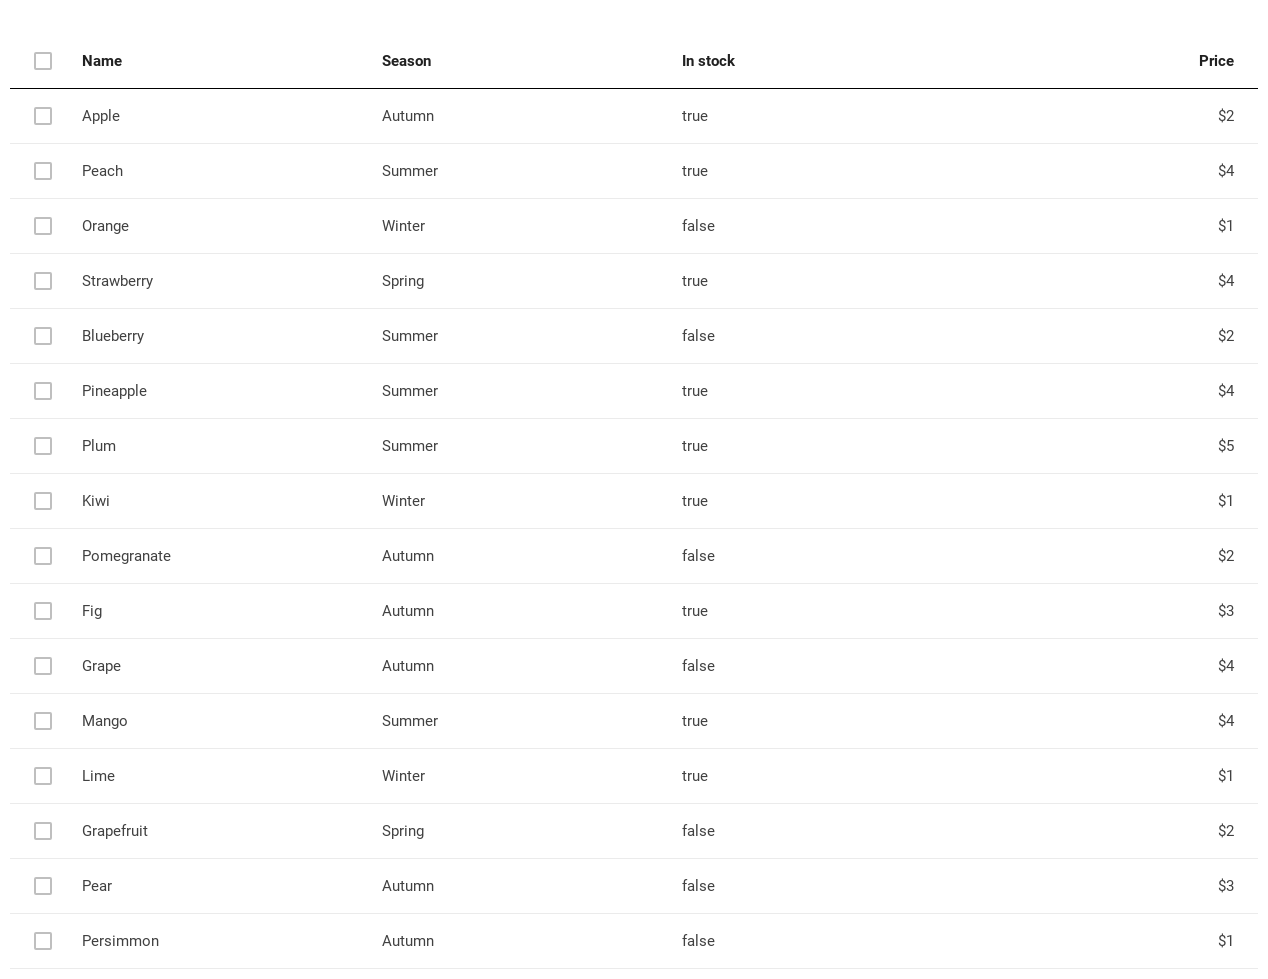 Name Season In stock Price
Apple Autumn true $2
Peach Summer true $4
Orange Winter false $1
Strawberry Spring true $4
Blueberry Summer false $2
Pineapple Summer true $4
Plum Summer true $5
Kiwi Winter true $1
Pomegranate Autumn false $2
Fig Autumn true $3
Grape Autumn false $4
Mango Summer true $4
Lime Winter true $1
Grapefruit Spring false $2
Pear Autumn false $3
Persimmon Autumn false $1